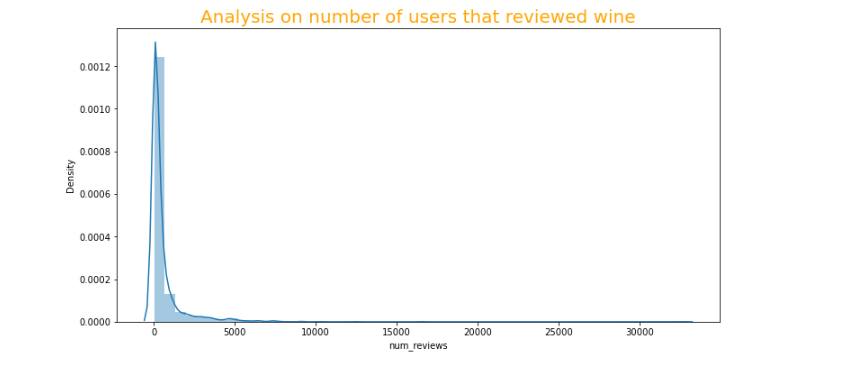 Analysis on number of users that reviewed wine
0.0012
0.0010
0.0008
0.0006
0.0004
0.0002
0.0000
Density
0 5000 10000 15000 20000 25000 30000
num_reviews